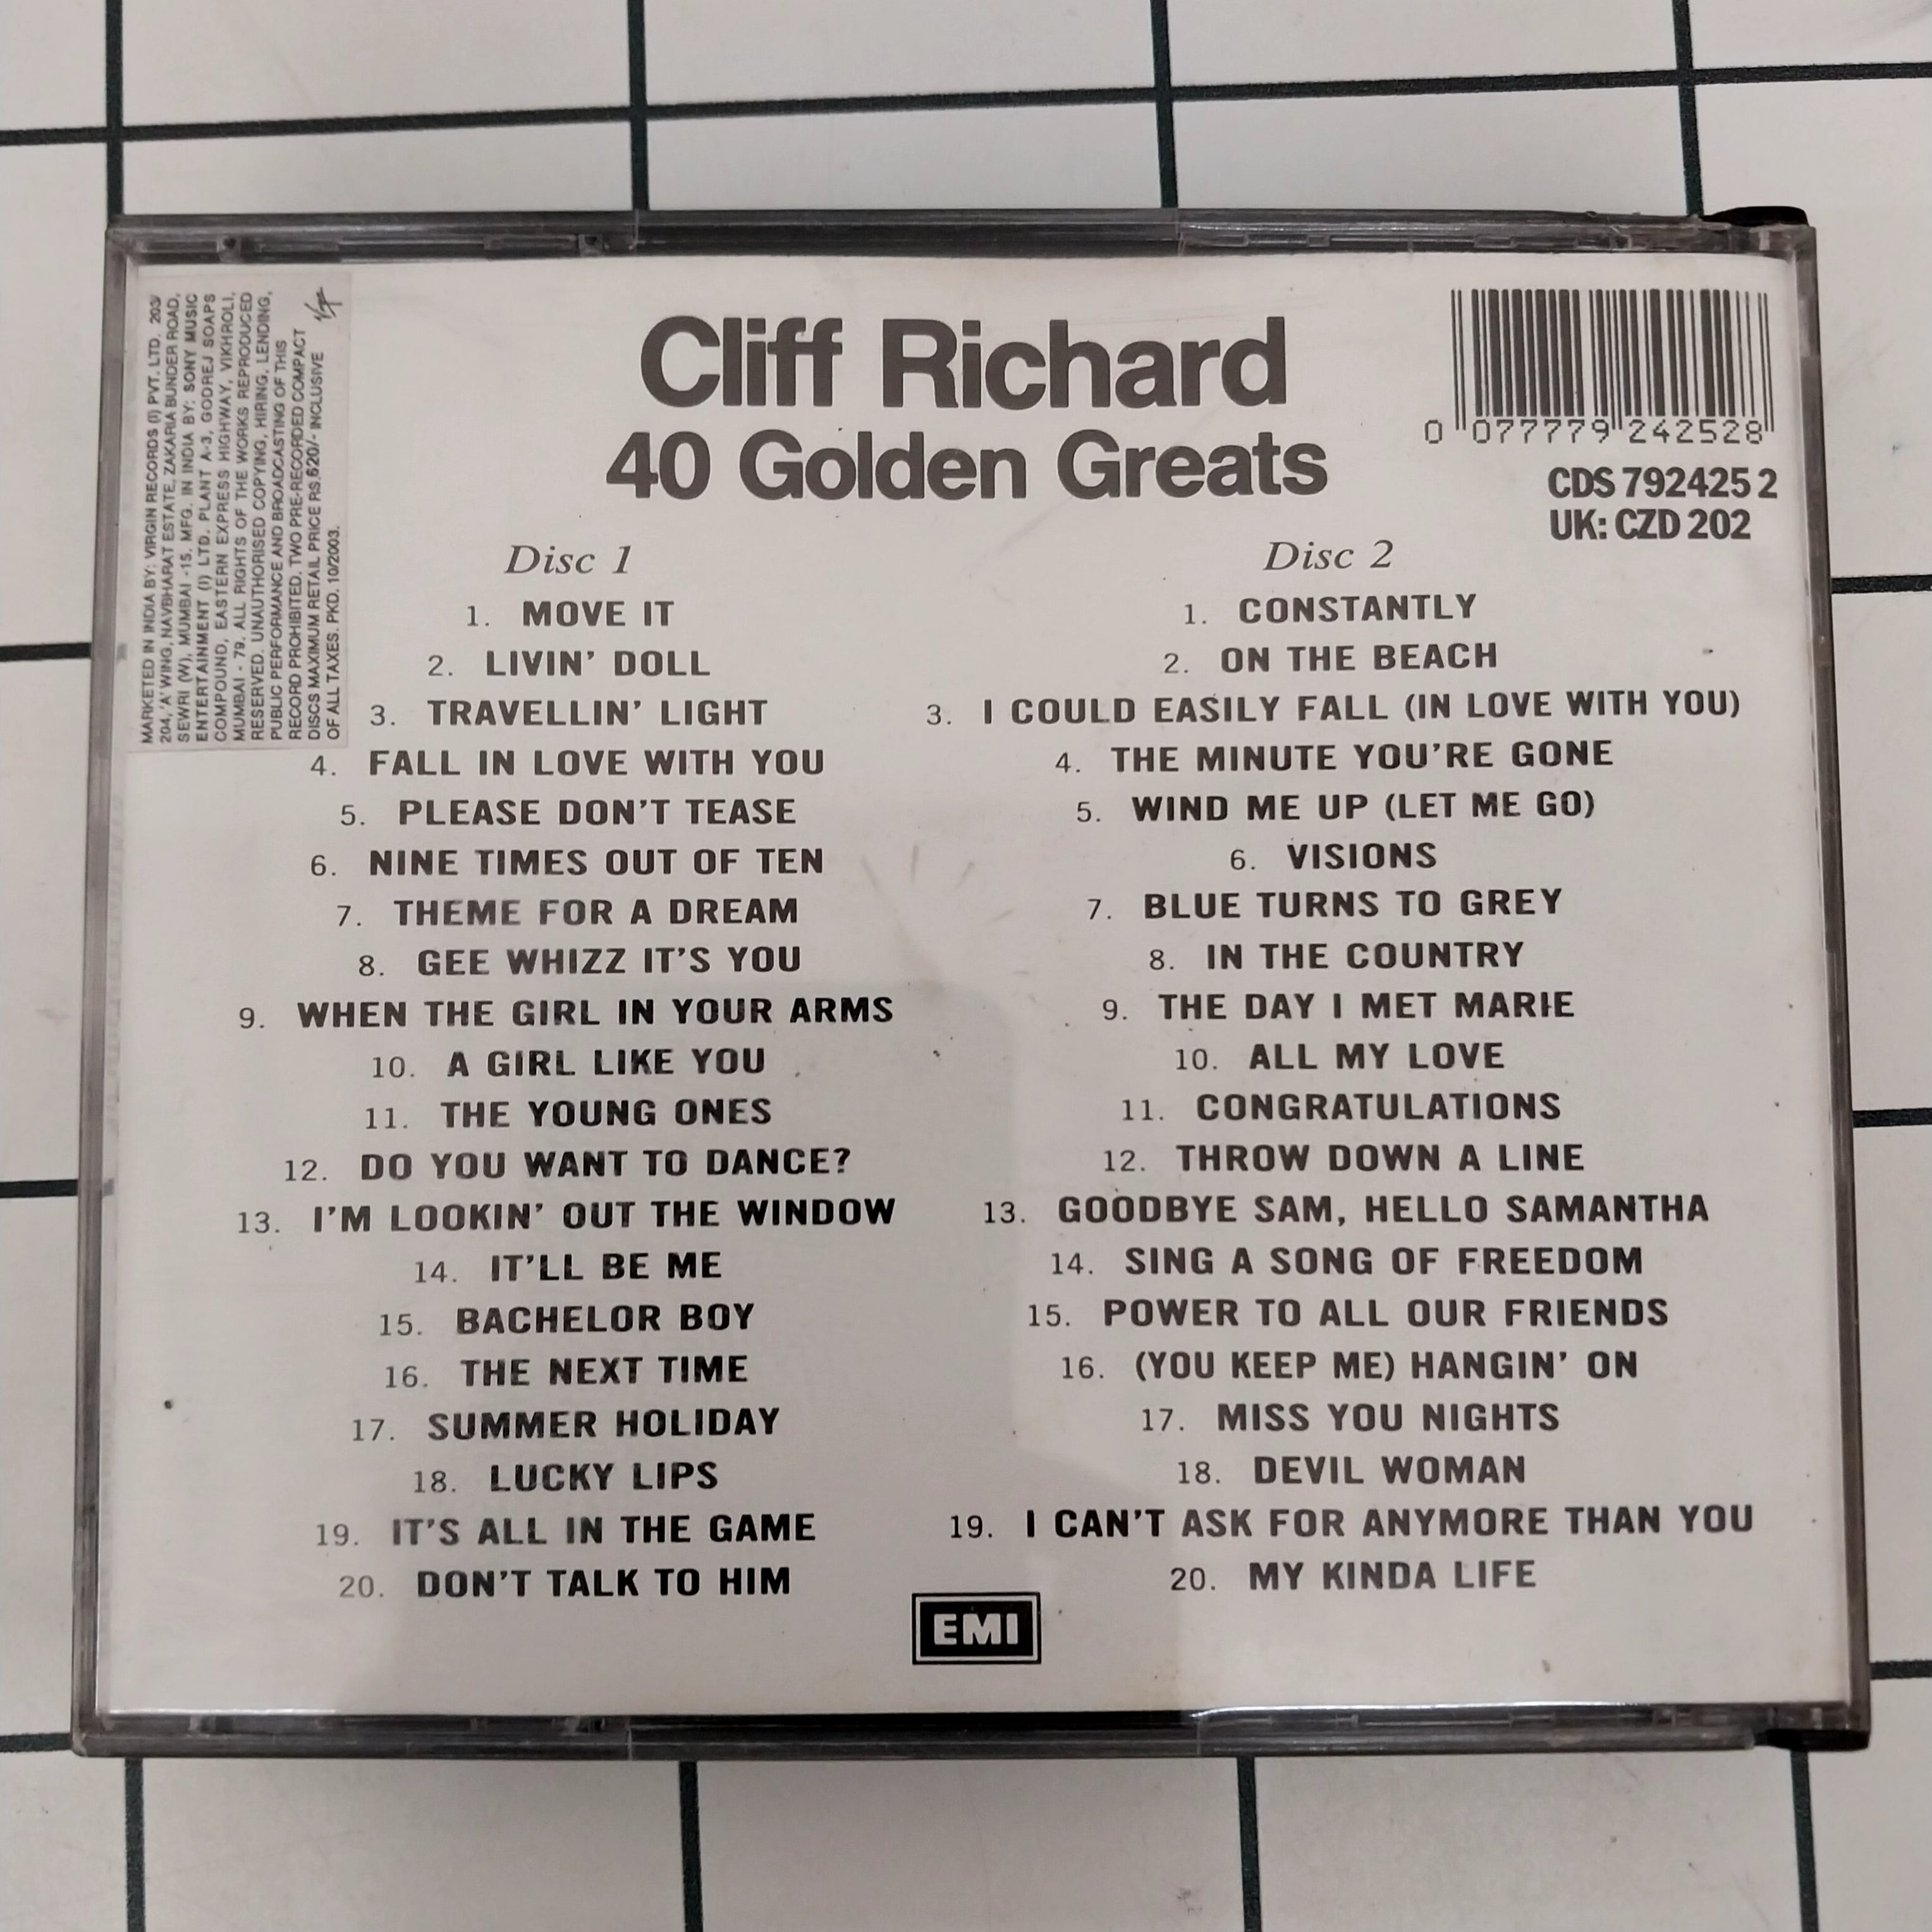 MARKETED IN INDIA BY: VIRGIN RECORDS (I) PVT. LTD. 203/
204, 'A' WING, NAVBHARAT ESTATE, ZAKARIA BUNDER ROAD,
SEWRI (W), MUMBAI -15. MFG. IN INDIA BY: SONY MUSIC
ENTERTAINMENT (I) LTD. PLANT A-3, GODREJ SOAPS
COMPOUND, EASTERN EXPRESS HIGHWAY, VIKHROLI,
MUMBAI - 79. ALL RIGHTS OF THE WORKS REPRODUCED
RESERVED. UNAUTHORISED COPYING, HIRING, LENDING,
PUBLIC PERFORMANCE AND BROADCASTING OF THIS
RECORD PROHIBITED. TWO PRE-RECORDED COMPACT
DISCS MAXIMUM RETAIL PRICE RS.620/- INCLUSIVE
OF ALL TAXES. PKD. 10/2003.
Virgin
Cliff Richard
40 Golden Greats
0 077779 242528
CDS 792425 2
UK: CZD 202
Disc 1
1. MOVE IT
2. LIVIN' DOLL
3. TRAVELLIN' LIGHT
4. FALL IN LOVE WITH YOU
5. PLEASE DON'T TEASE
6. NINE TIMES OUT OF TEN
7. THEME FOR A DREAM
8. GEE WHIZZ IT'S YOU
9. WHEN THE GIRL IN YOUR ARMS
10. A GIRL LIKE YOU
11. THE YOUNG ONES
12. DO YOU WANT TO DANCE?
13. I'M LOOKIN' OUT THE WINDOW
14. IT'LL BE ME
15. BACHELOR BOY
16. THE NEXT TIME
17. SUMMER HOLIDAY
18. LUCKY LIPS
19. IT'S ALL IN THE GAME
20. DON'T TALK TO HIM
Disc 2
1. CONSTANTLY
2. ON THE BEACH
3. I COULD EASILY FALL (IN LOVE WITH YOU)
4. THE MINUTE YOU'RE GONE
5. WIND ME UP (LET ME GO)
6. VISIONS
7. BLUE TURNS TO GREY
8. IN THE COUNTRY
9. THE DAY I MET MARIE
10. ALL MY LOVE
11. CONGRATULATIONS
12. THROW DOWN A LINE
13. GOODBYE SAM, HELLO SAMANTHA
14. SING A SONG OF FREEDOM
15. POWER TO ALL OUR FRIENDS
16. (YOU KEEP ME) HANGIN' ON
17. MISS YOU NIGHTS
18. DEVIL WOMAN
19. I CAN'T ASK FOR ANYMORE THAN YOU
20. MY KINDA LIFE
EMI